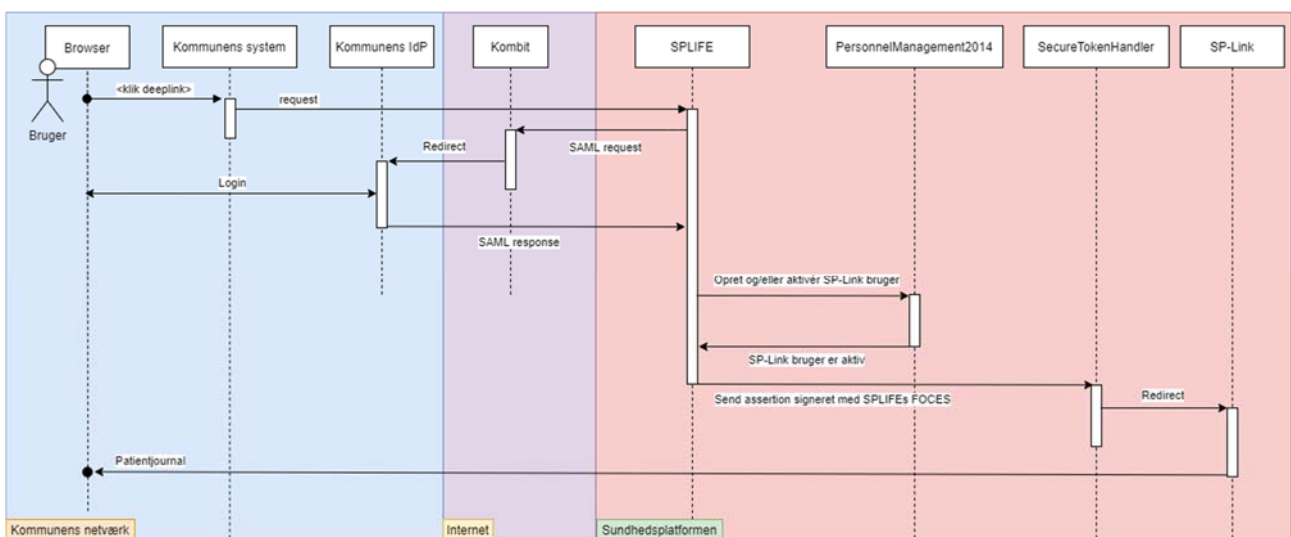 Browser
Kommunens system
Kommunens IdP
Kombit
SPLIFE
PersonnelManagement2014
SecureTokenHandler
SP-Link
Bruger
<klik deeplink>
request
SAML request
Redirect
Login
SAML response
Opret og/eller aktivér SP-Link bruger
SP-Link bruger er aktiv
Send assertion signeret med SPLIFEs FOCES
Redirect
Patientjournal
Kommunens netværk
Internet
Sundhedsplatformen